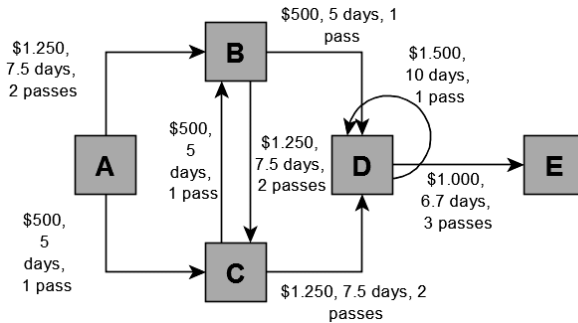 $1.250,
7.5 days,
2 passes
B
$500, 5 days, 1
pass
$1.500,
10 days,
1 pass
$500,
5
days,
1 pass
$1.250,
7.5 days,
2 passes
A
D
E
$1.000,
6.7 days,
3 passes
$500,
5
days,
1 pass
C
$1.250, 7.5 days, 2
passes